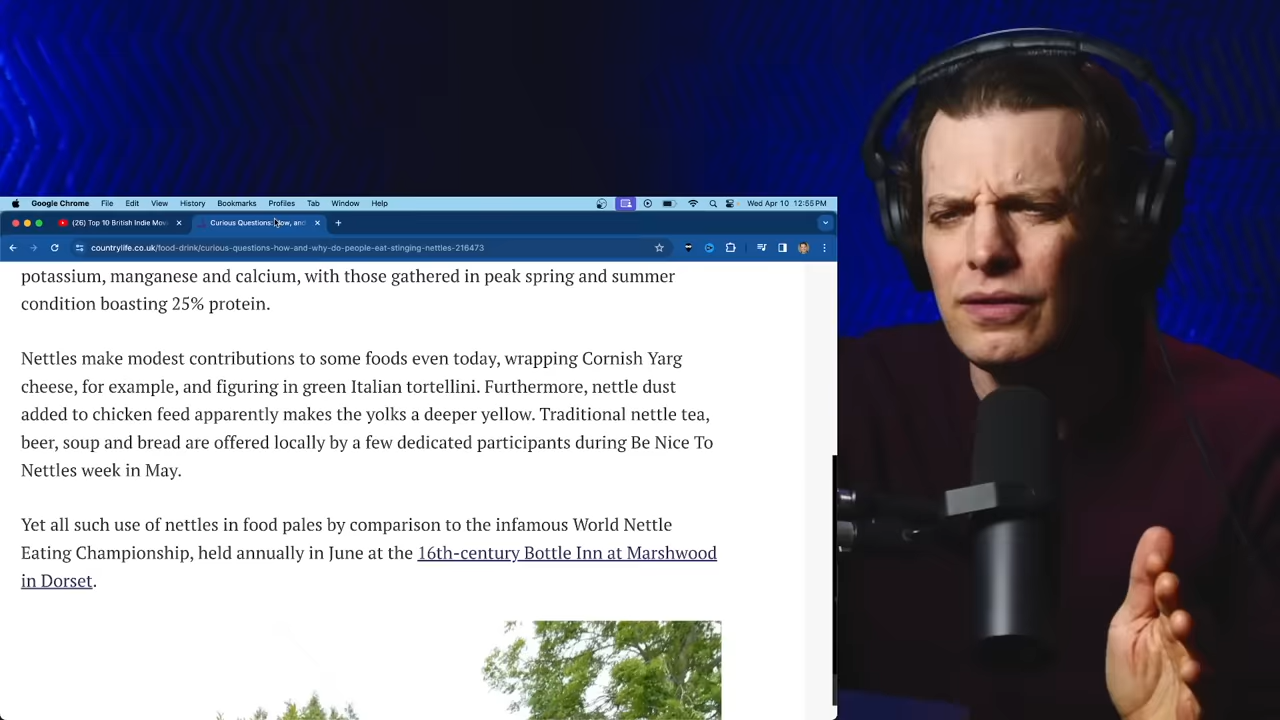 Google Chrome File Edit View History Bookmarks Profiles Tab Window Help Wed Apr 10 12:55PM
(26) Top 10 British Indie Mov Curious Questions: How, and
countrylife.co.uk/food-drink/curious-questions-how-and-why-do-people-eat-stinging-nettles-216473
potassium, manganese and calcium, with those gathered in peak spring and summer
condition boasting 25% protein.
Nettles make modest contributions to some foods even today, wrapping Cornish Yarg
cheese, for example, and figuring in green Italian tortellini. Furthermore, nettle dust
added to chicken feed apparently makes the yolks a deeper yellow. Traditional nettle tea,
beer, soup and bread are offered locally by a few dedicated participants during Be Nice To
Nettles week in May.
Yet all such use of nettles in food pales by comparison to the infamous World Nettle
Eating Championship, held annually in June at the 16th-century Bottle Inn at Marshwood
in Dorset.